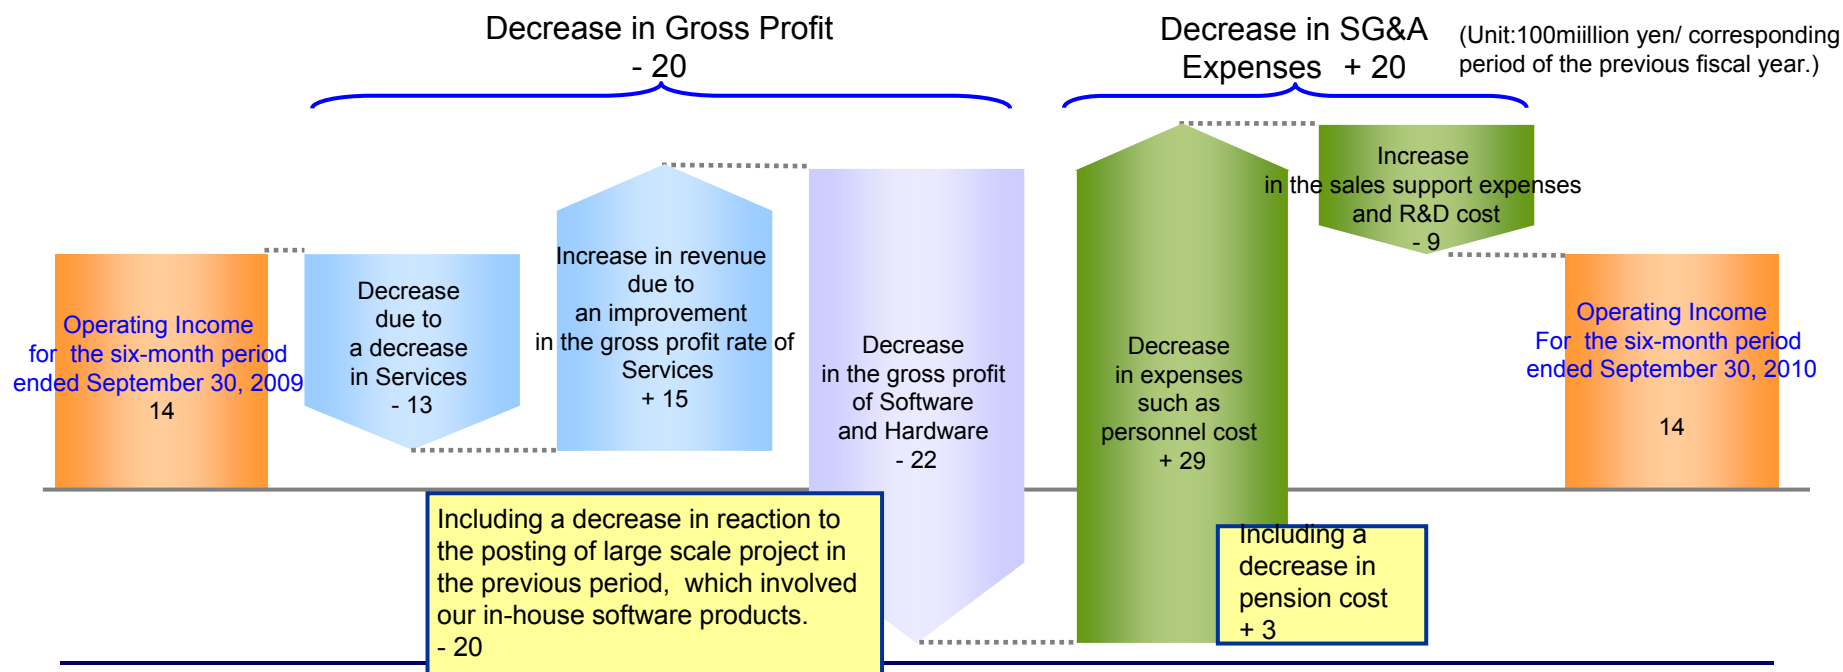 Decrease in Gross Profit
- 20
Decrease in SG&A
Expenses + 20
(Unit:100miillion yen/ corresponding
period of the previous fiscal year.)
Operating Income
for the six-month period
ended September 30, 2009
14
Decrease
due to
a decrease
in Services
- 13
Increase in revenue
due to
an improvement
in the gross profit rate of
Services
+ 15
Decrease
in the gross profit
of Software
and Hardware
- 22
Decrease
in expenses
such as
personnel cost
+ 29
Increase
in the sales support expenses
and R&D cost
- 9
Operating Income
For the six-month period
ended September 30, 2010
14
Including a decrease in reaction to
the posting of large scale project in
the previous period, which involved
our in-house software products.
- 20
Including a
decrease in
pension cost
+ 3